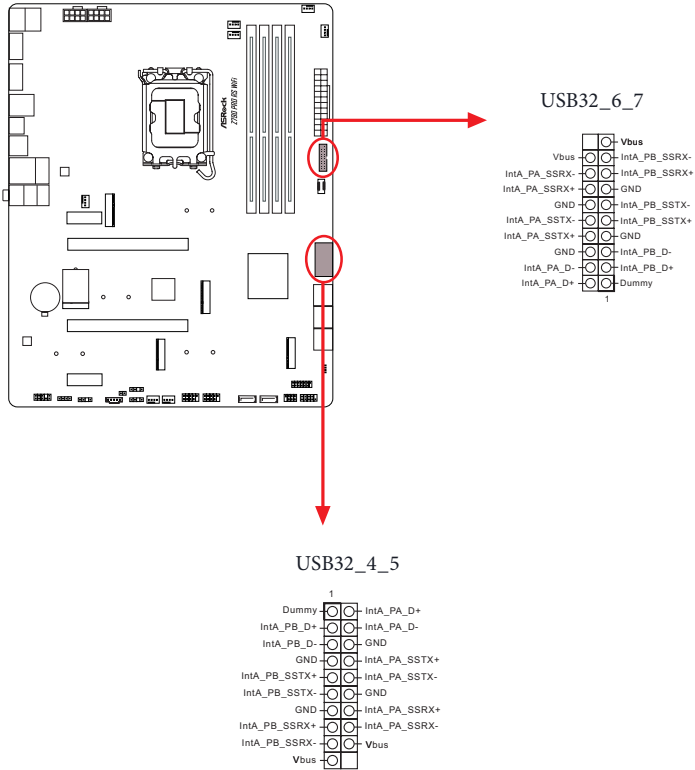 ASRock
Z790 PRO RS WiFi
USB32_6_7
Vbus
Vbus IntA_PB_SSRX-
IntA_PA_SSRX- IntA_PB_SSRX+
IntA_PA_SSRX+ GND
GND IntA_PB_SSTX-
IntA_PA_SSTX- IntA_PB_SSTX+
IntA_PA_SSTX+ GND
GND IntA_PB_D-
IntA_PA_D- IntA_PB_D+
IntA_PA_D+ Dummy
1
USB32_4_5
1
Dummy IntA_PA_D+
IntA_PB_D+ IntA_PA_D-
IntA_PB_D- GND
GND IntA_PA_SSTX+
IntA_PB_SSTX+ IntA_PA_SSTX-
IntA_PB_SSTX- GND
GND IntA_PA_SSRX+
IntA_PB_SSRX+ IntA_PA_SSRX-
IntA_PB_SSRX- Vbus
Vbus